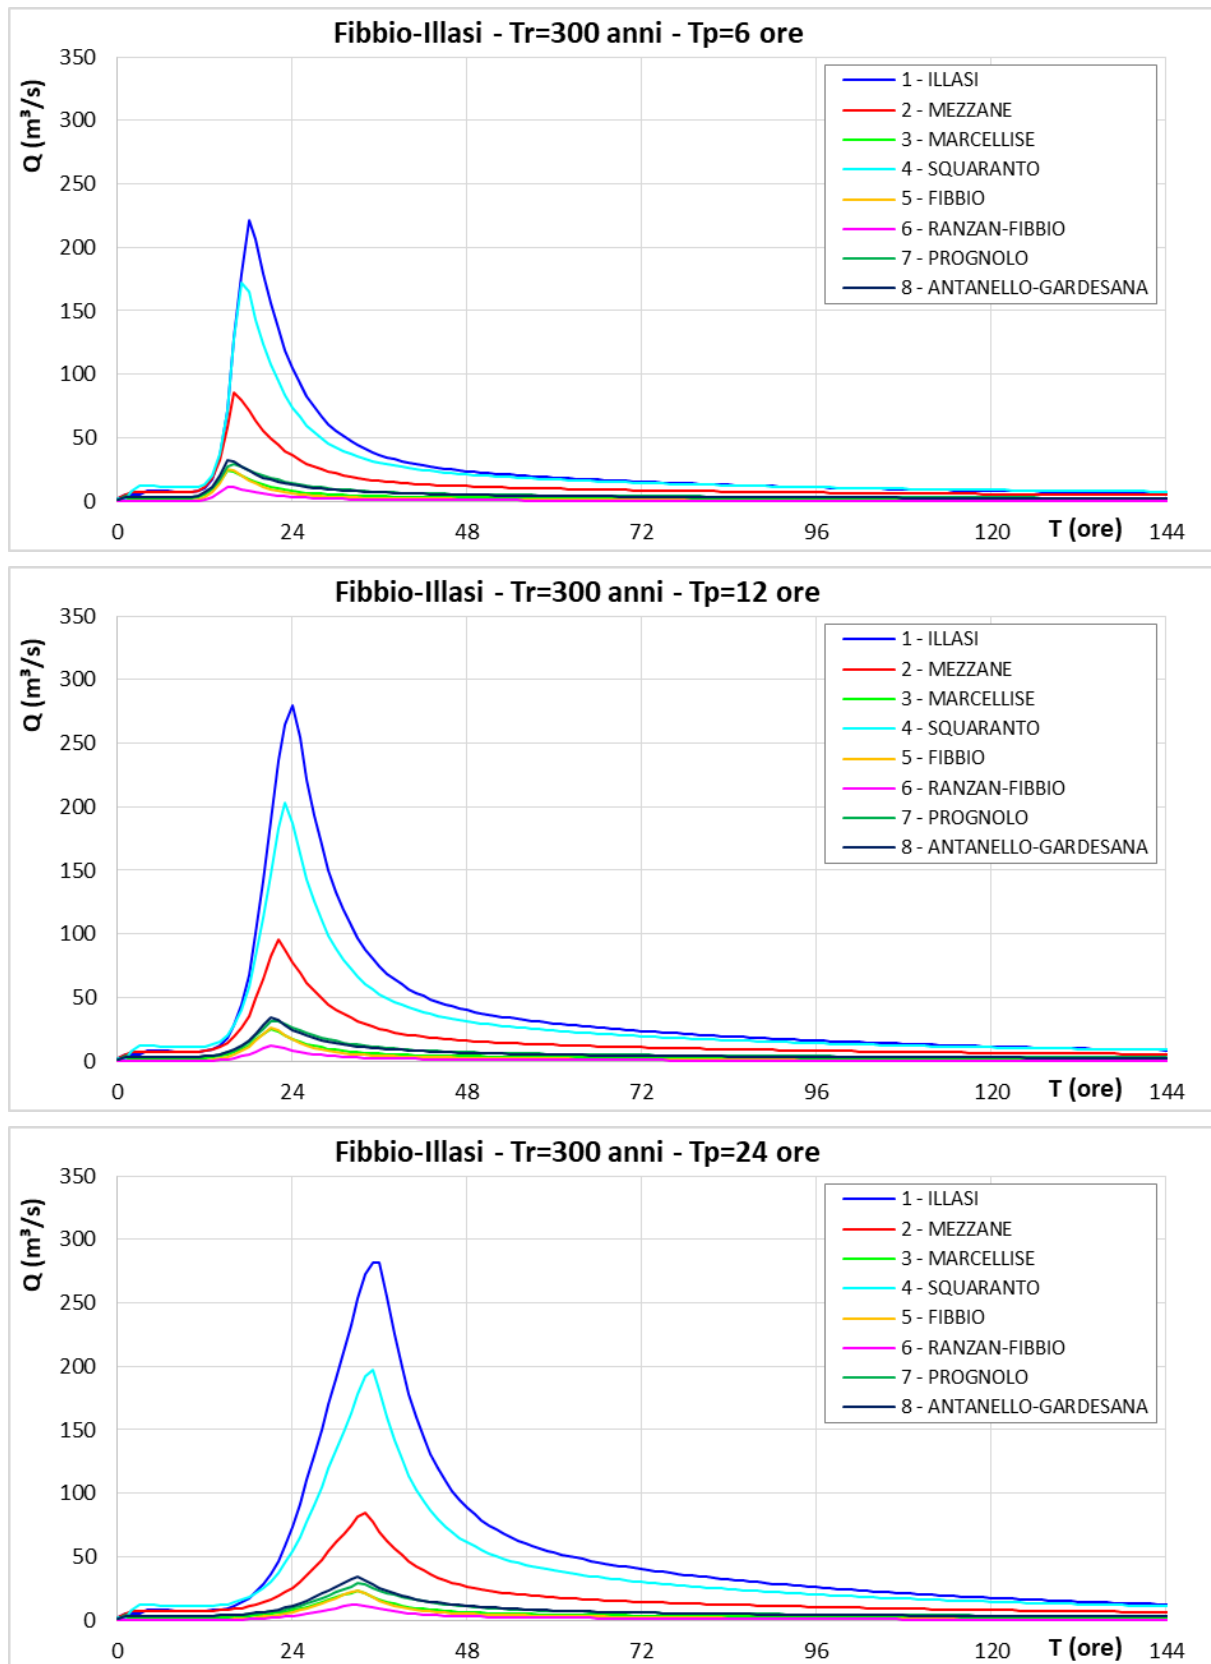 Fibbio-Illasi - Tr=300 anni - Tp=6 ore
Q (m³/s)
350
300
250
200
150
100
50
0
1 - ILLASI
2 - MEZZANE
3 - MARCELLISE
4 - SQUARANTO
5 - FIBBIO
6 - RANZAN-FIBBIO
7 - PROGNOLO
8 - ANTANELLO-GARDESANA
0 24 48 72 96 120 T (ore) 144
Fibbio-Illasi - Tr=300 anni - Tp=12 ore
Q (m³/s)
350
300
250
200
150
100
50
0
1 - ILLASI
2 - MEZZANE
3 - MARCELLISE
4 - SQUARANTO
5 - FIBBIO
6 - RANZAN-FIBBIO
7 - PROGNOLO
8 - ANTANELLO-GARDESANA
0 24 48 72 96 120 T (ore) 144
Fibbio-Illasi - Tr=300 anni - Tp=24 ore
Q (m³/s)
350
300
250
200
150
100
50
0
1 - ILLASI
2 - MEZZANE
3 - MARCELLISE
4 - SQUARANTO
5 - FIBBIO
6 - RANZAN-FIBBIO
7 - PROGNOLO
8 - ANTANELLO-GARDESANA
0 24 48 72 96 120 T (ore) 144